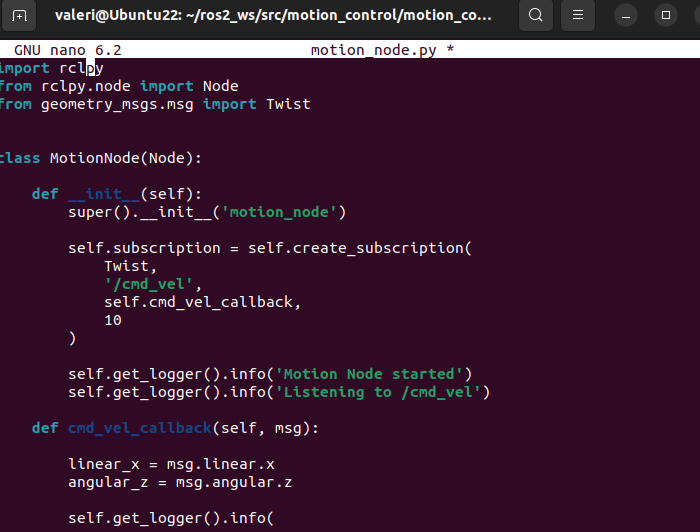 valeri@Ubuntu22: ~/ros2_ws/src/motion_control/motion_co...
GNU nano 6.2 motion_node.py *
import rclpy
from rclpy.node import Node
from geometry_msgs.msg import Twist
class MotionNode(Node):
    def __init__(self):
        super().__init__('motion_node')
        self.subscription = self.create_subscription(
            Twist,
            '/cmd_vel',
            self.cmd_vel_callback,
            10
        )
        self.get_logger().info('Motion Node started')
        self.get_logger().info('Listening to /cmd_vel')
    def cmd_vel_callback(self, msg):
        linear_x = msg.linear.x
        angular_z = msg.angular.z
        self.get_logger().info(